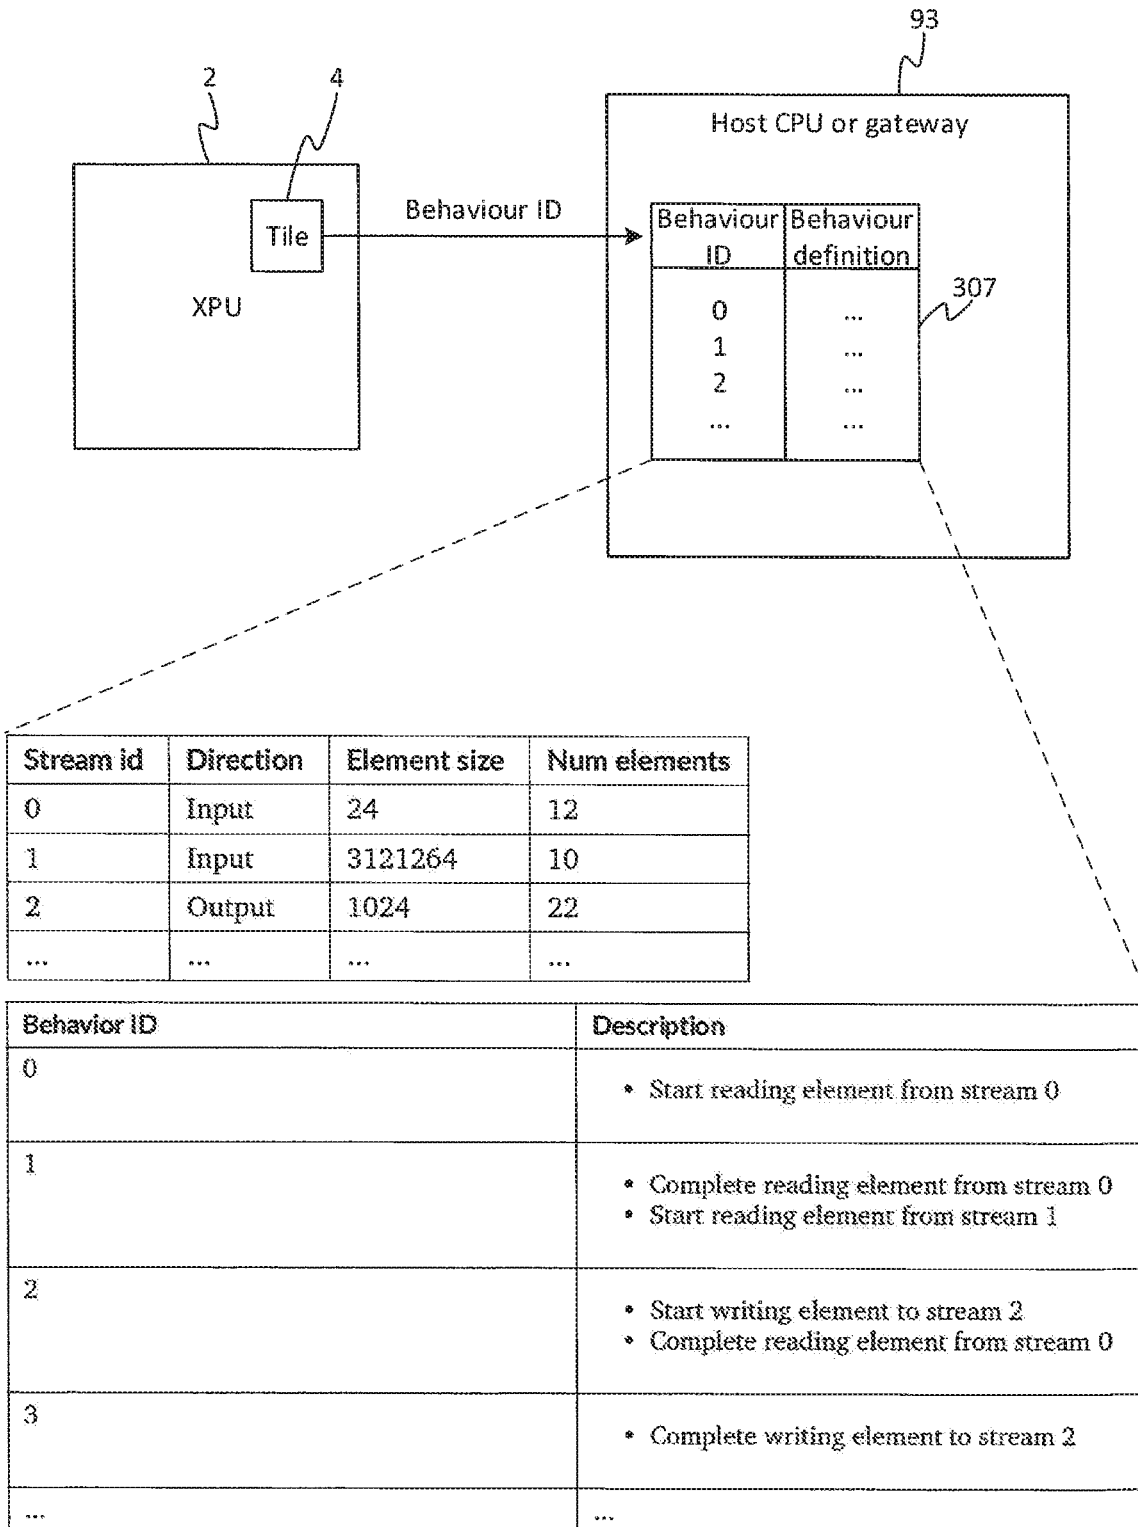 93
2
4
Host CPU or gateway
Behaviour ID
Tile
XPU
Behaviour ID
Behaviour definition
307
0 ...
1 ...
2 ...
... ...
Stream id Direction Element size Num elements
0 Input 24 12
1 Input 3121264 10
2 Output 1024 22
... ... ... ...
Behavior ID Description
0
• Start reading element from stream 0
1
• Complete reading element from stream 0
• Start reading element from stream 1
2
• Start writing element to stream 2
• Complete reading element from stream 0
3
• Complete writing element to stream 2
... ...